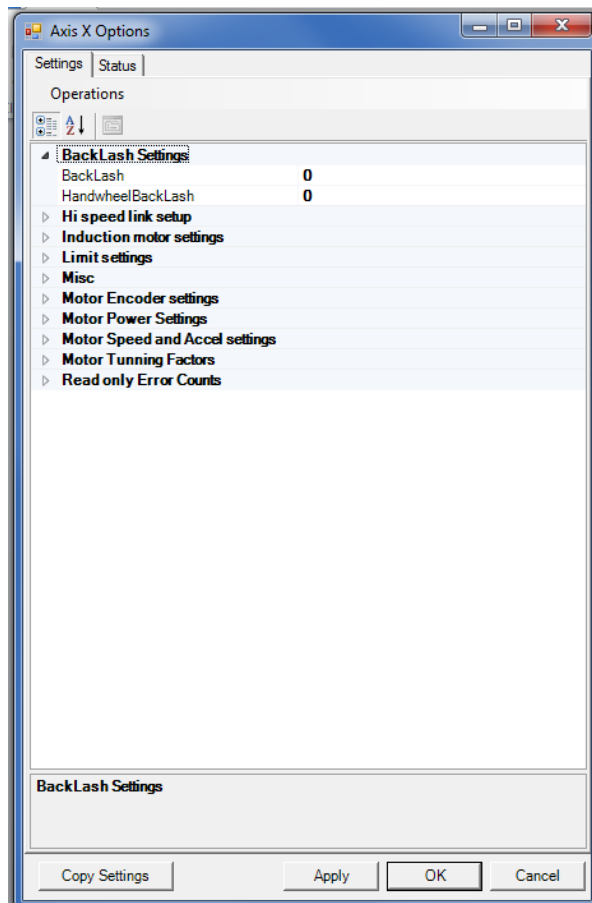 Axis X Options
Settings Status
Operations
BackLash Settings
BackLash 0
HandwheelBackLash 0
Hi speed link setup
Induction motor settings
Limit settings
Misc
Motor Encoder settings
Motor Power Settings
Motor Speed and Accel settings
Motor Tunning Factors
Read only Error Counts
BackLash Settings
Copy Settings Apply OK Cancel